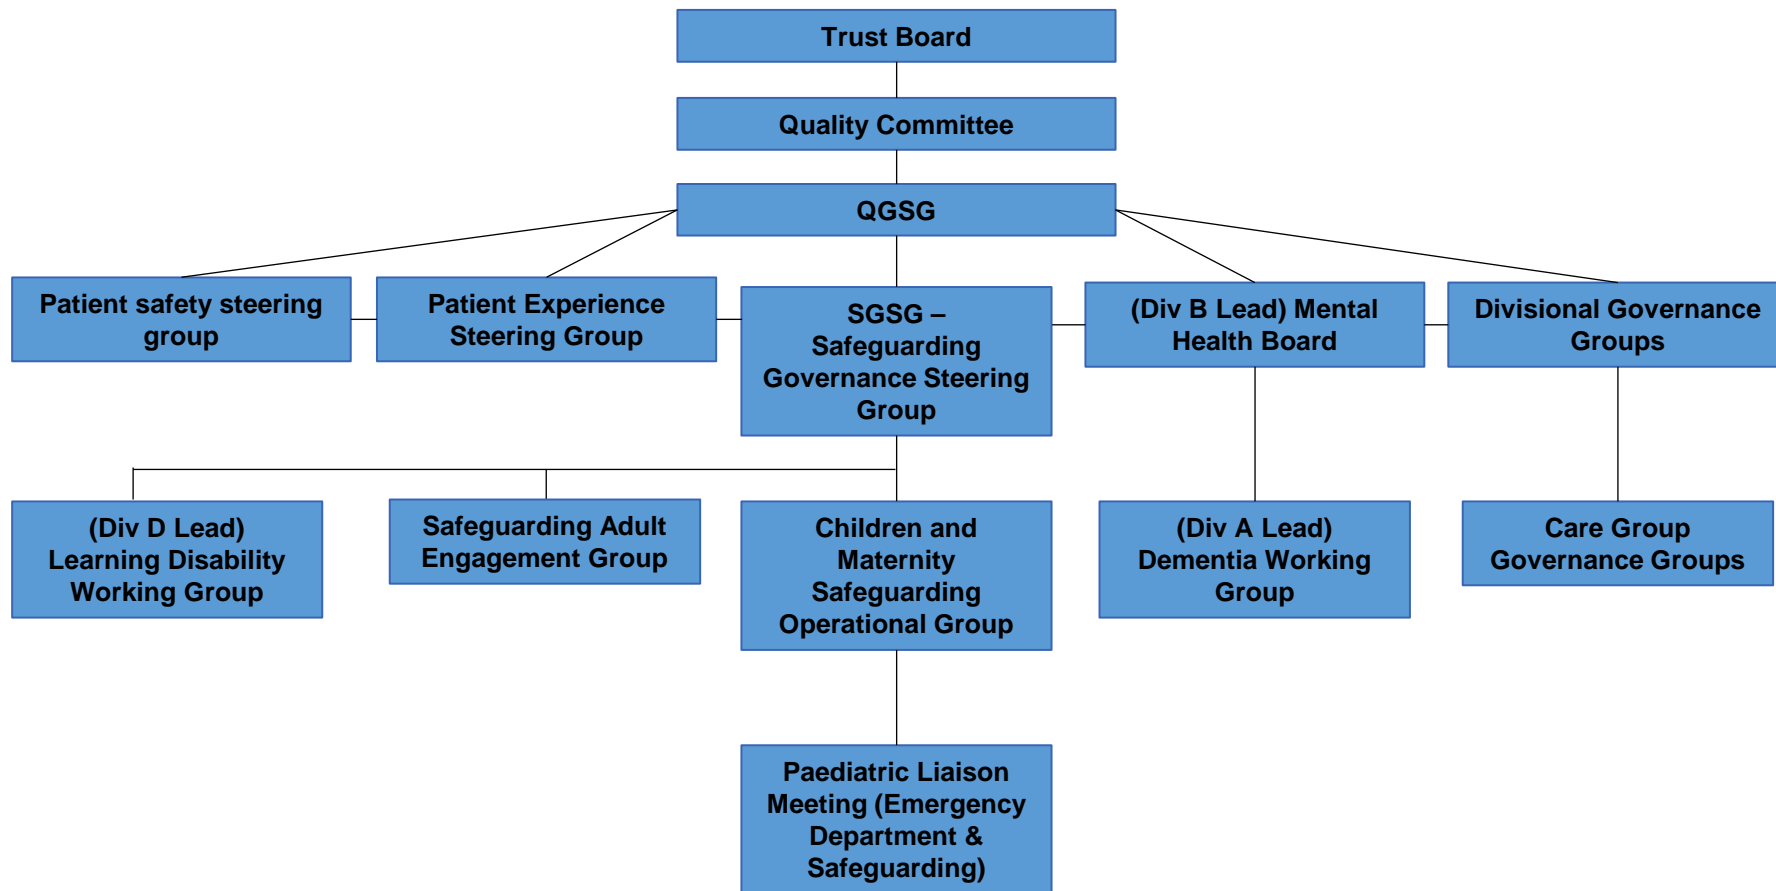 Trust Board
Quality Committee
QGSG
Patient safety steering
group
Patient Experience
Steering Group
SGSG –
Safeguarding
Governance Steering
Group
(Div B Lead) Mental
Health Board
Divisional Governance
Groups
(Div D Lead)
Learning Disability
Working Group
Safeguarding Adult
Engagement Group
Children and
Maternity
Safeguarding
Operational Group
(Div A Lead)
Dementia Working
Group
Care Group
Governance Groups
Paediatric Liaison
Meeting (Emergency
Department &
Safeguarding)